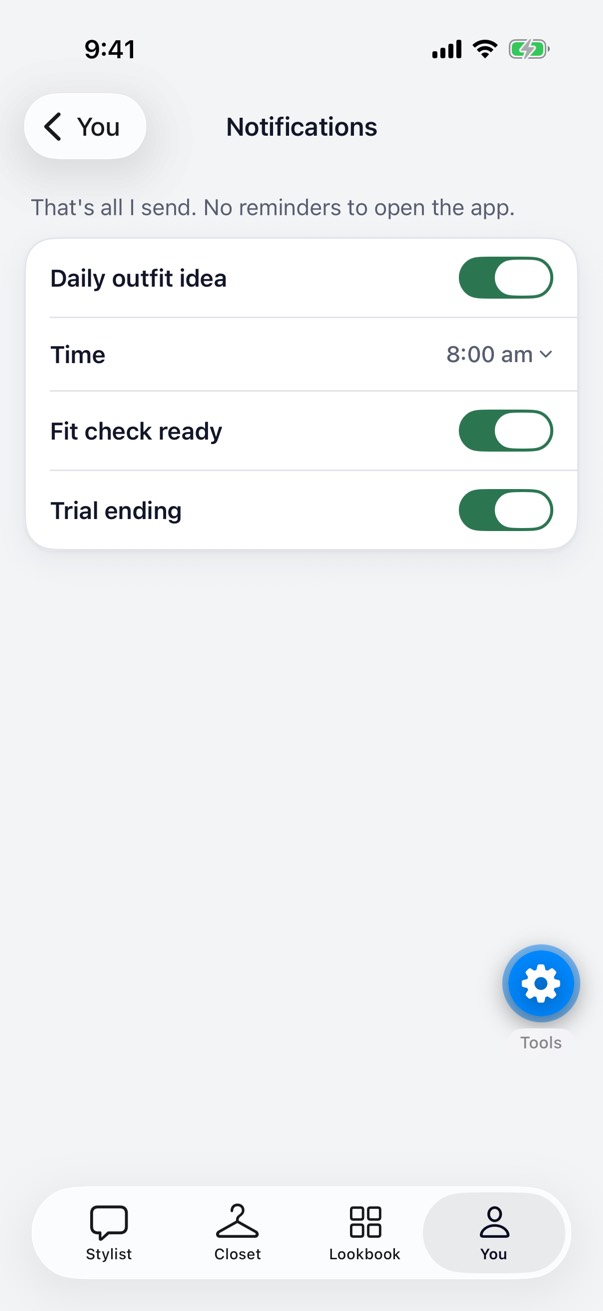 9:41
You
Notifications
That's all I send. No reminders to open the app.
Daily outfit idea
Time
8:00 am
Fit check ready
Trial ending
Tools
Stylist
Closet
Lookbook
You